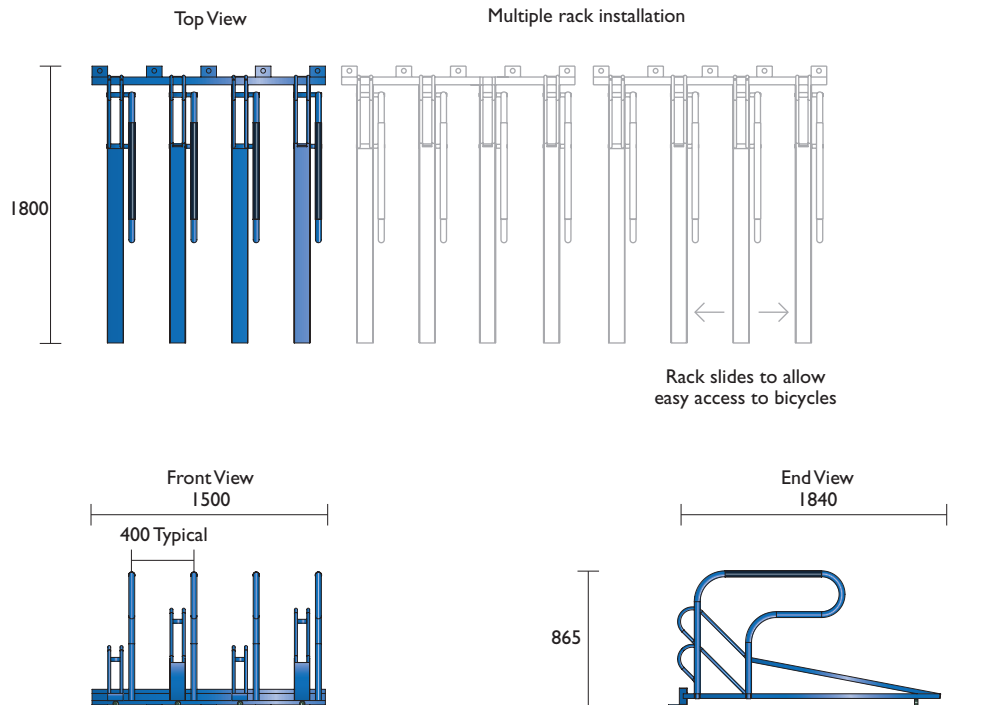 Top View
Multiple rack installation
1800
Rack slides to allow
easy access to bicycles
Front View
1500
400 Typical
End View
1840
865